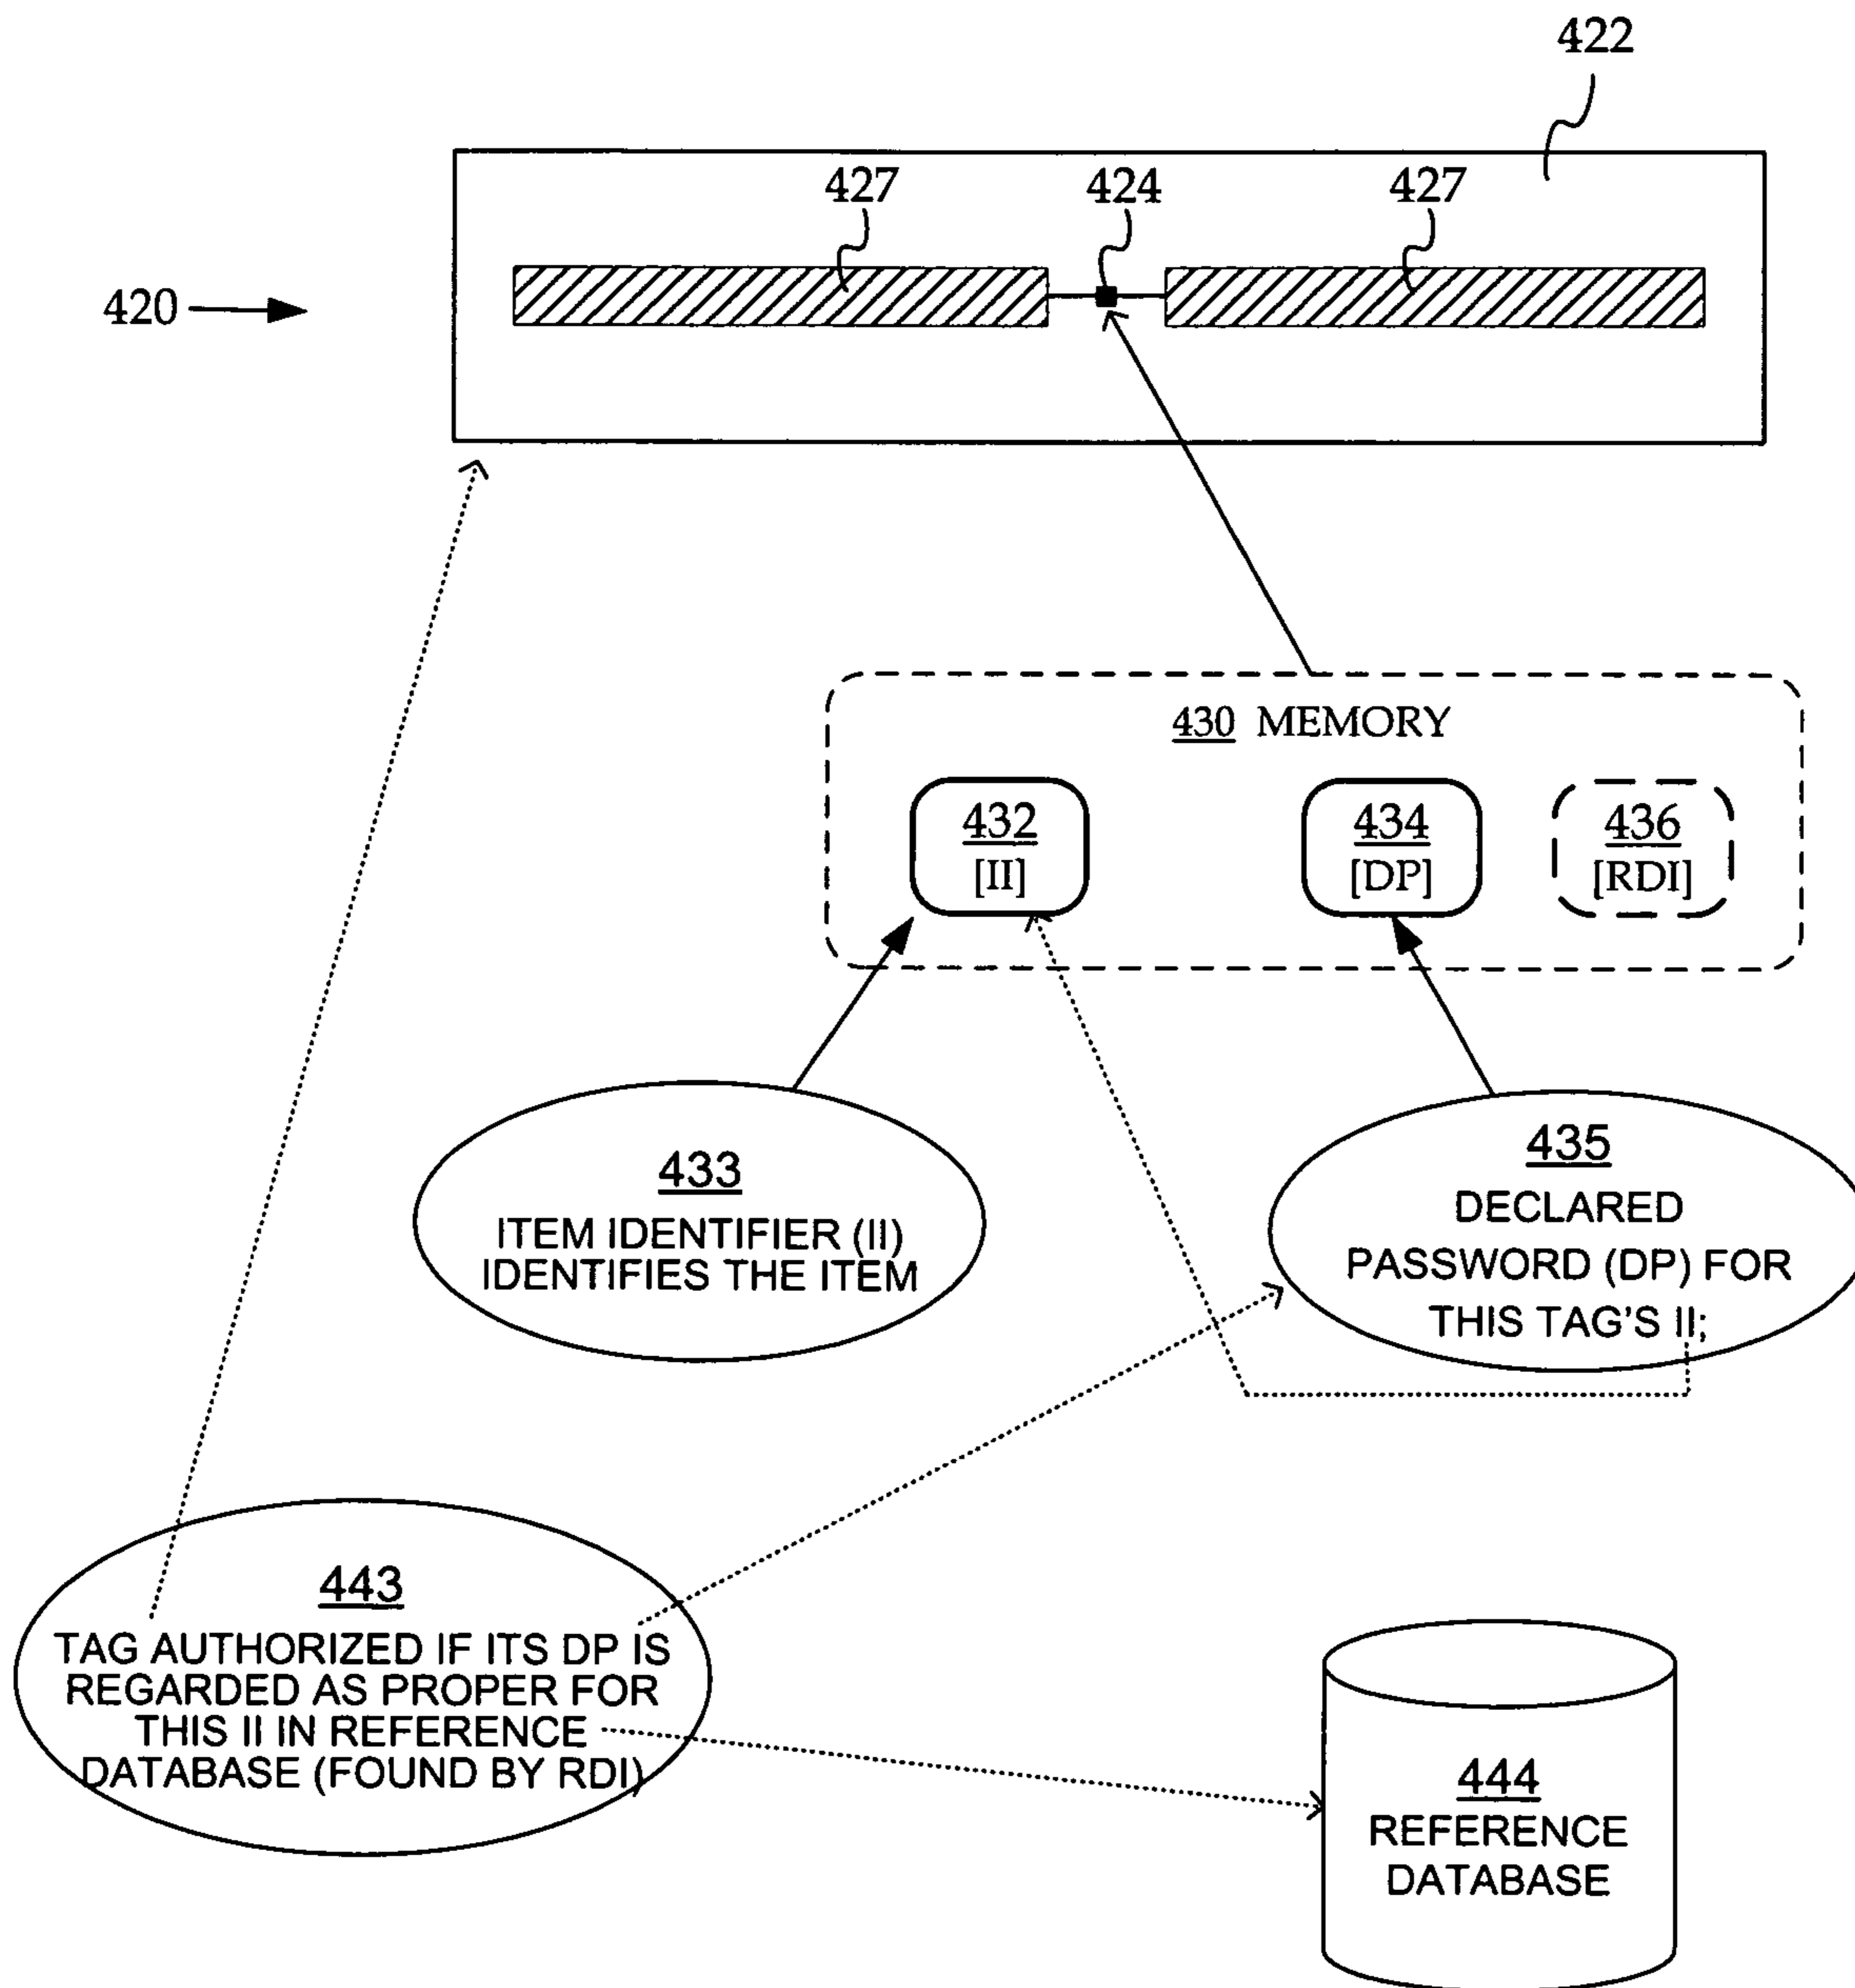 422
427
424
427
420
430 MEMORY
432
[II]
434
[DP]
436
[RDI]
433
ITEM IDENTIFIER (II)
IDENTIFIES THE ITEM
435
DECLARED
PASSWORD (DP) FOR
THIS TAG'S II;
443
TAG AUTHORIZED IF ITS DP IS
REGARDED AS PROPER FOR
THIS II IN REFERENCE
DATABASE (FOUND BY RDI)
444
REFERENCE
DATABASE